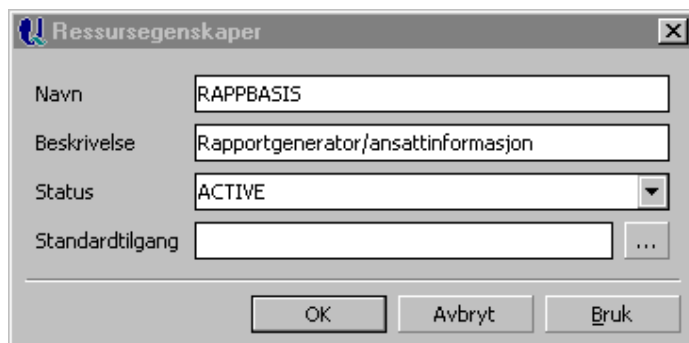 Ressursegenskaper
Navn RAPPBASIS
Beskrivelse Rapportgenerator/ansattinformasjon
Status ACTIVE
Standardtilgang ...
OK Avbryt Bruk